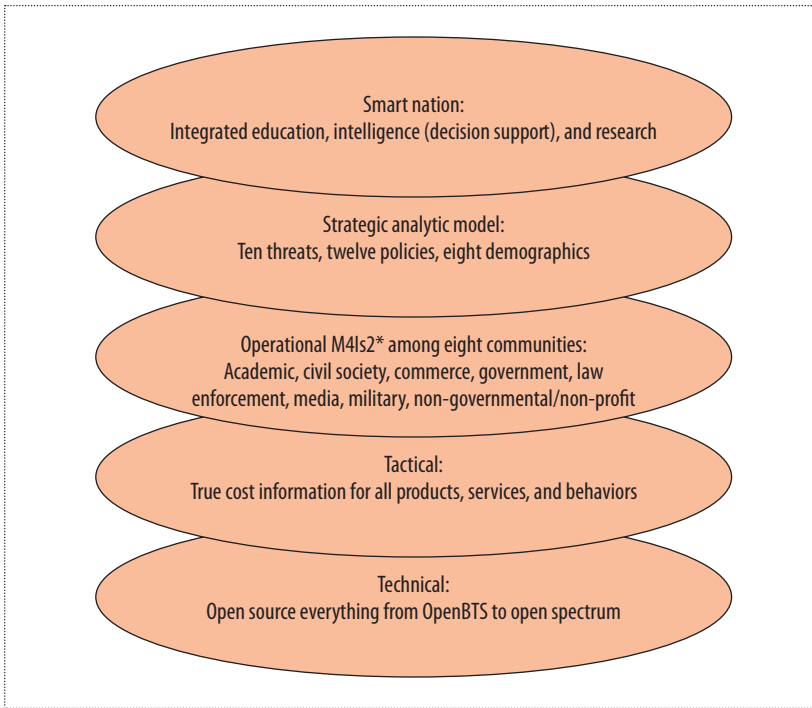 Smart nation:
Integrated education, intelligence (decision support), and research
Strategic analytic model:
Ten threats, twelve policies, eight demographics
Operational M4Is2* among eight communities:
Academic, civil society, commerce, government, law
enforcement, media, military, non-governmental/non-profit
Tactical:
True cost information for all products, services, and behaviors
Technical:
Open source everything from OpenBTS to open spectrum